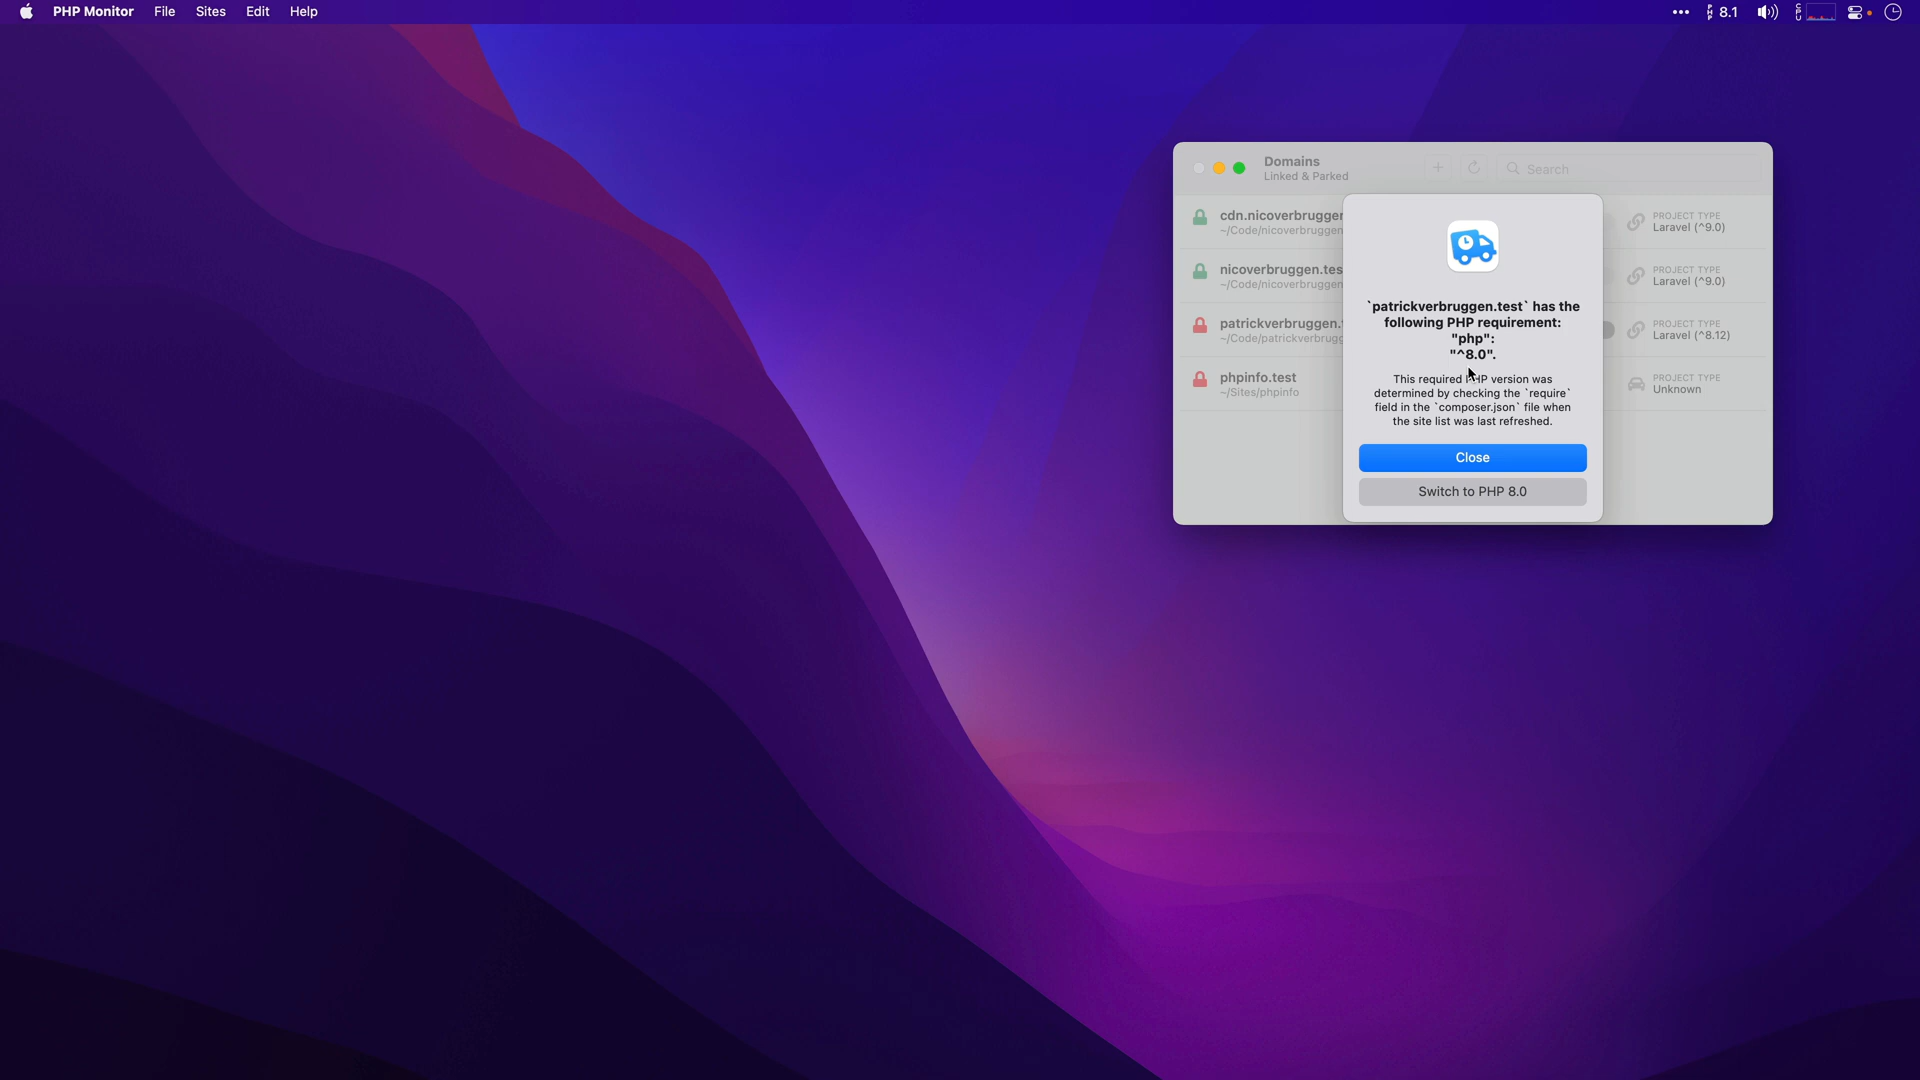 PHP Monitor File Sites Edit Help
••• PHP 8.1 CPU
Domains
Linked & Parked
Search
cdn.nicoverbruggen
~/Code/nicoverbruggen
PROJECT TYPE
Laravel (^9.0)
nicoverbruggen.tes
~/Code/nicoverbruggen
PROJECT TYPE
Laravel (^9.0)
patrickverbruggen.
~/Code/patrickverbrugg
PROJECT TYPE
Laravel (^8.12)
phpinfo.test
~/Sites/phpinfo
PROJECT TYPE
Unknown
`patrickverbruggen.test` has the
following PHP requirement:
"php":
"^8.0".
This required PHP version was
determined by checking the `require`
field in the `composer.json` file when
the site list was last refreshed.
Close
Switch to PHP 8.0